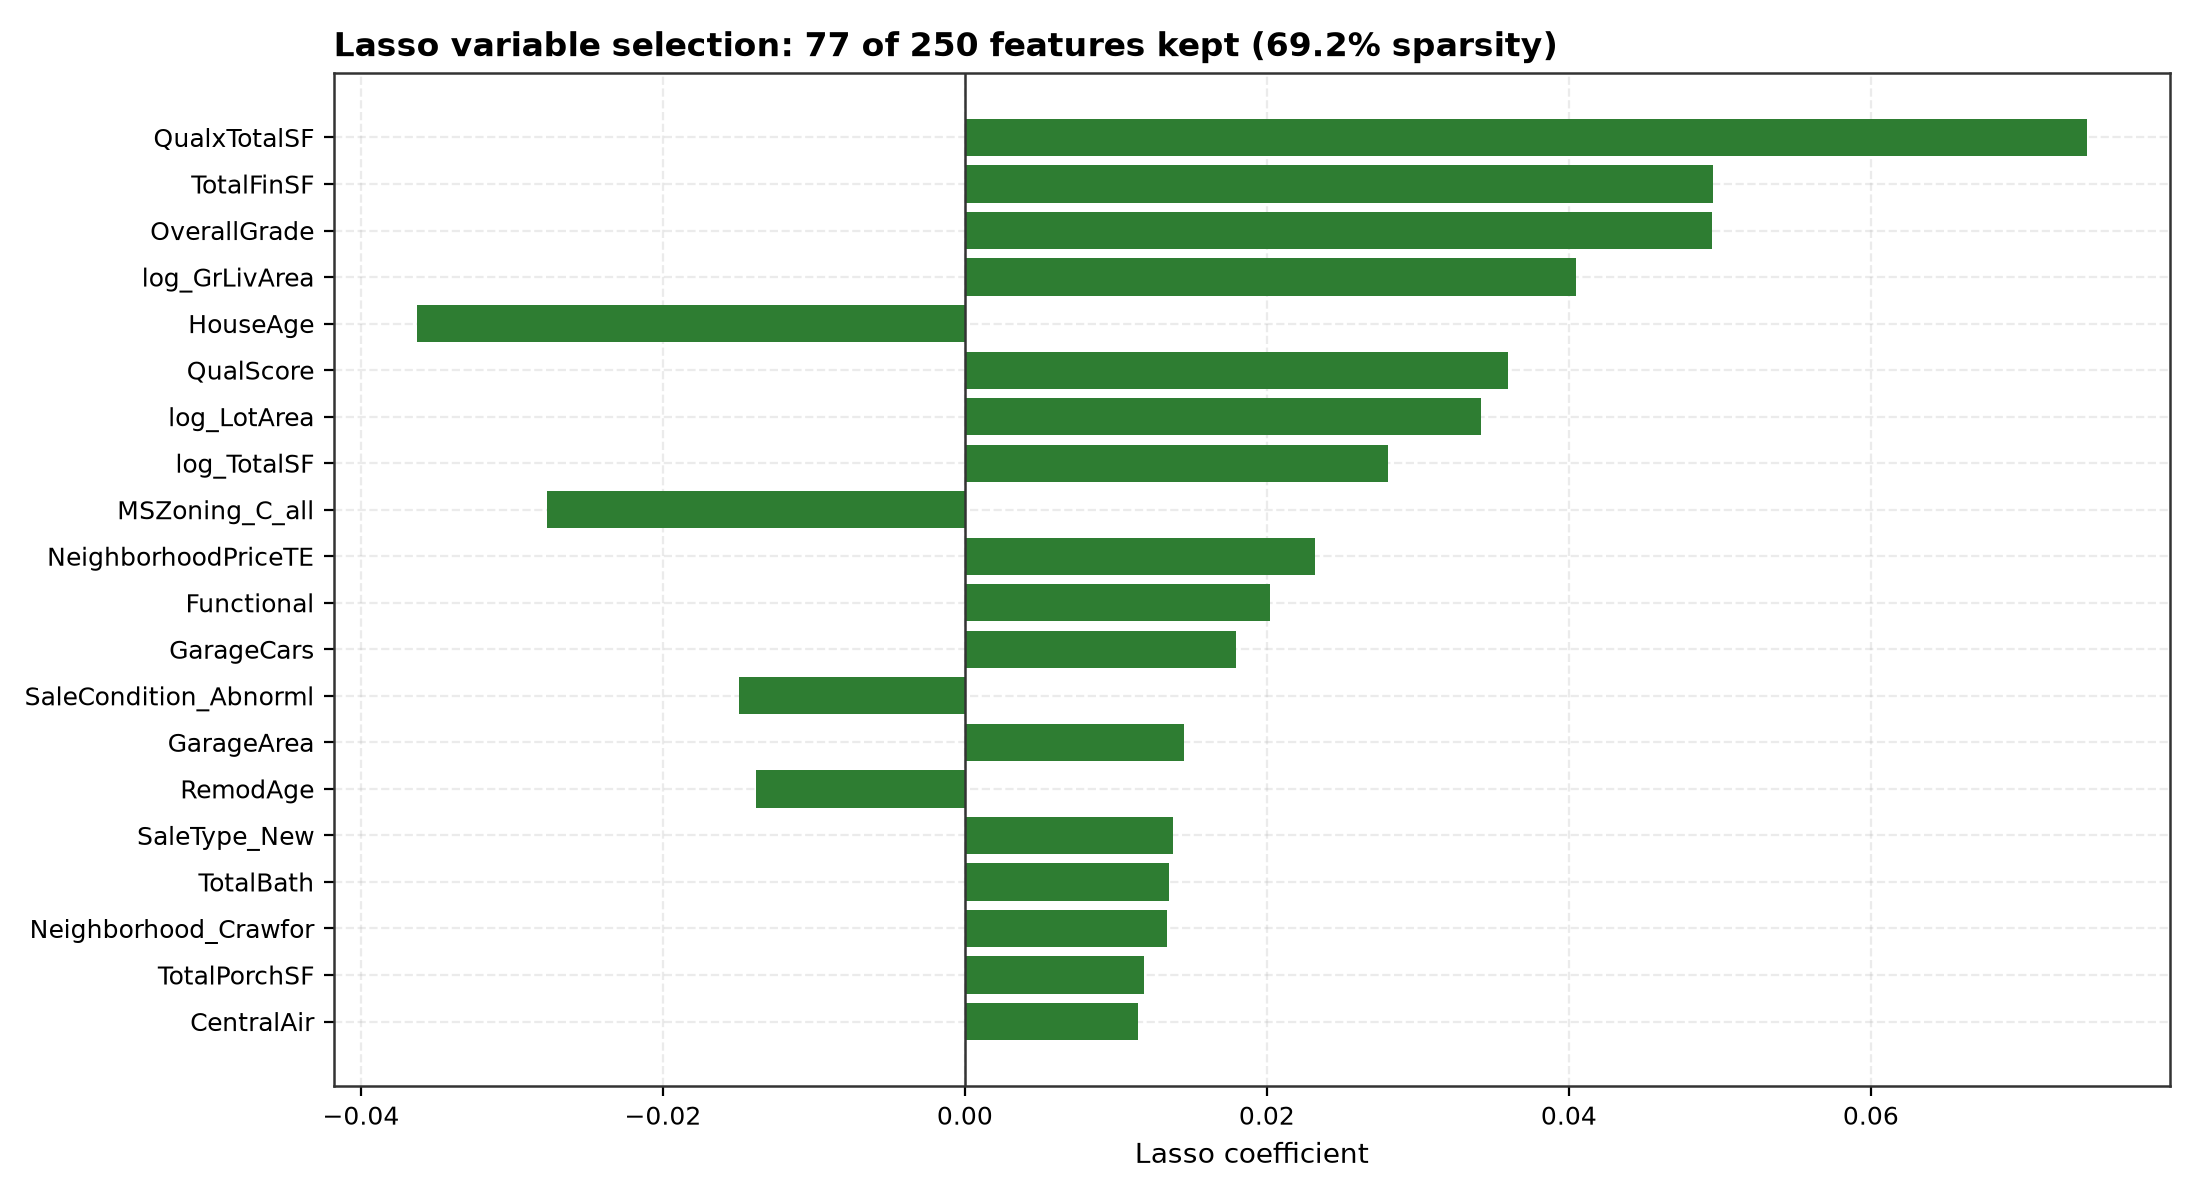 Lasso variable selection: 77 of 250 features kept (69.2% sparsity)
QualxTotalSF
TotalFinSF
OverallGrade
log_GrLivArea
HouseAge
QualScore
log_LotArea
log_TotalSF
MSZoning_C_all
NeighborhoodPriceTE
Functional
GarageCars
SaleCondition_Abnorml
GarageArea
RemodAge
SaleType_New
TotalBath
Neighborhood_Crawfor
TotalPorchSF
CentralAir
−0.04 −0.02 0.00 0.02 0.04 0.06
Lasso coefficient